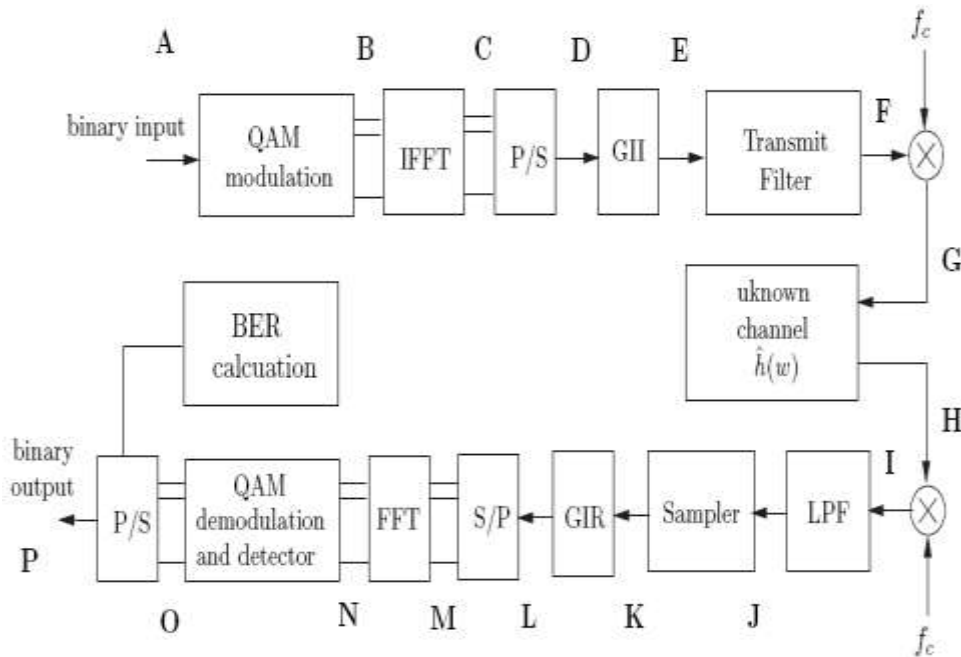 A
B
C
D
E
F
f_c
binary input
QAM
modulation
IFFT
P/S
GII
Transmit
Filter
G
uknown
channel
ĥ(w)
BER
calcuation
H
I
binary
output
P/S
QAM
demodulation
and detector
FFT
S/P
GIR
Sampler
LPF
P
O
N
M
L
K
J
f_c